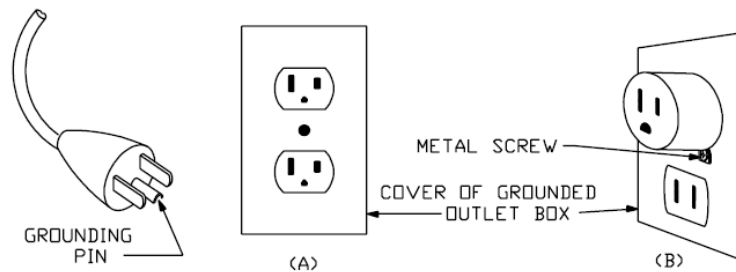 GROUNDING
PIN
(A)
METAL SCREW
COVER OF GROUNDED
OUTLET BOX
(B)